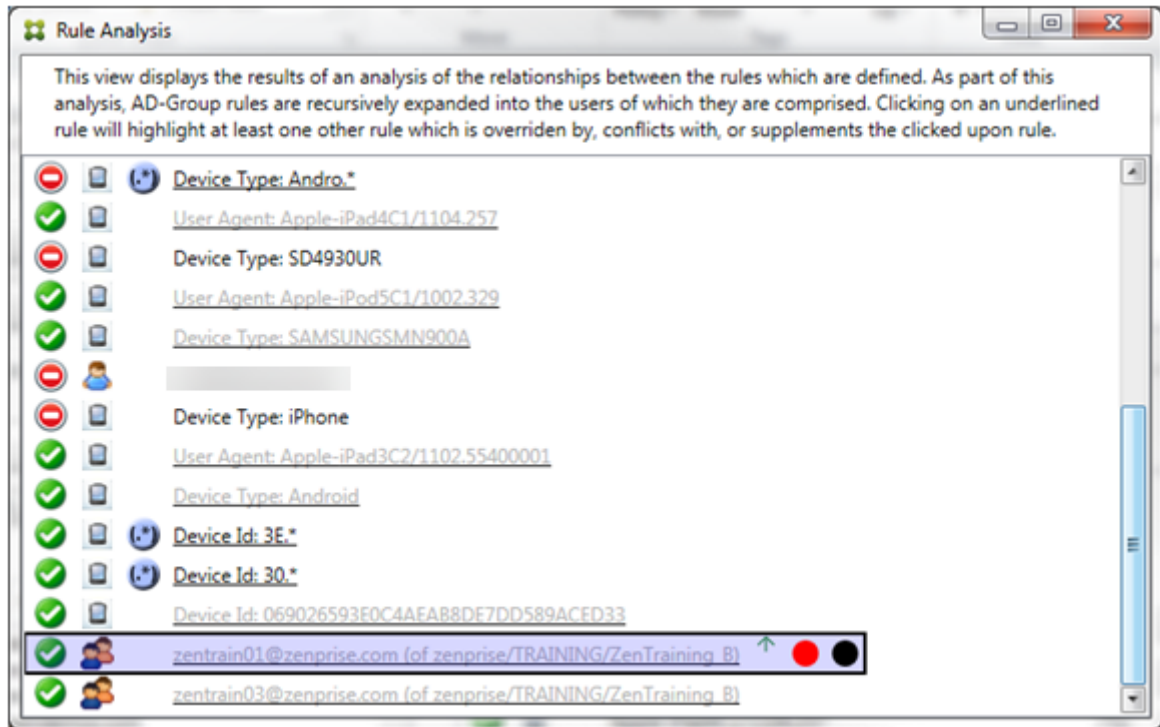 Rule Analysis
This view displays the results of an analysis of the relationships between the rules which are defined. As part of this
analysis, AD-Group rules are recursively expanded into the users of which they are comprised. Clicking on an underlined
rule will highlight at least one other rule which is overriden by, conflicts with, or supplements the clicked upon rule.
(.*) Device Type: Andro.*
User Agent: Apple-iPad4C1/1104.257
Device Type: SD4930UR
User Agent: Apple-iPod5C1/1002.329
Device Type: SAMSUNGSMN900A
Device Type: iPhone
User Agent: Apple-iPad3C2/1102.55400001
Device Type: Android
(.*) Device Id: 3E.*
(.*) Device Id: 30.*
Device Id: 069026593E0C4AEAB8DE7DD589ACED33
zentrain01@zenprise.com (of zenprise/TRAINING/ZenTraining B)
zentrain03@zenprise.com (of zenprise/TRAINING/ZenTraining B)